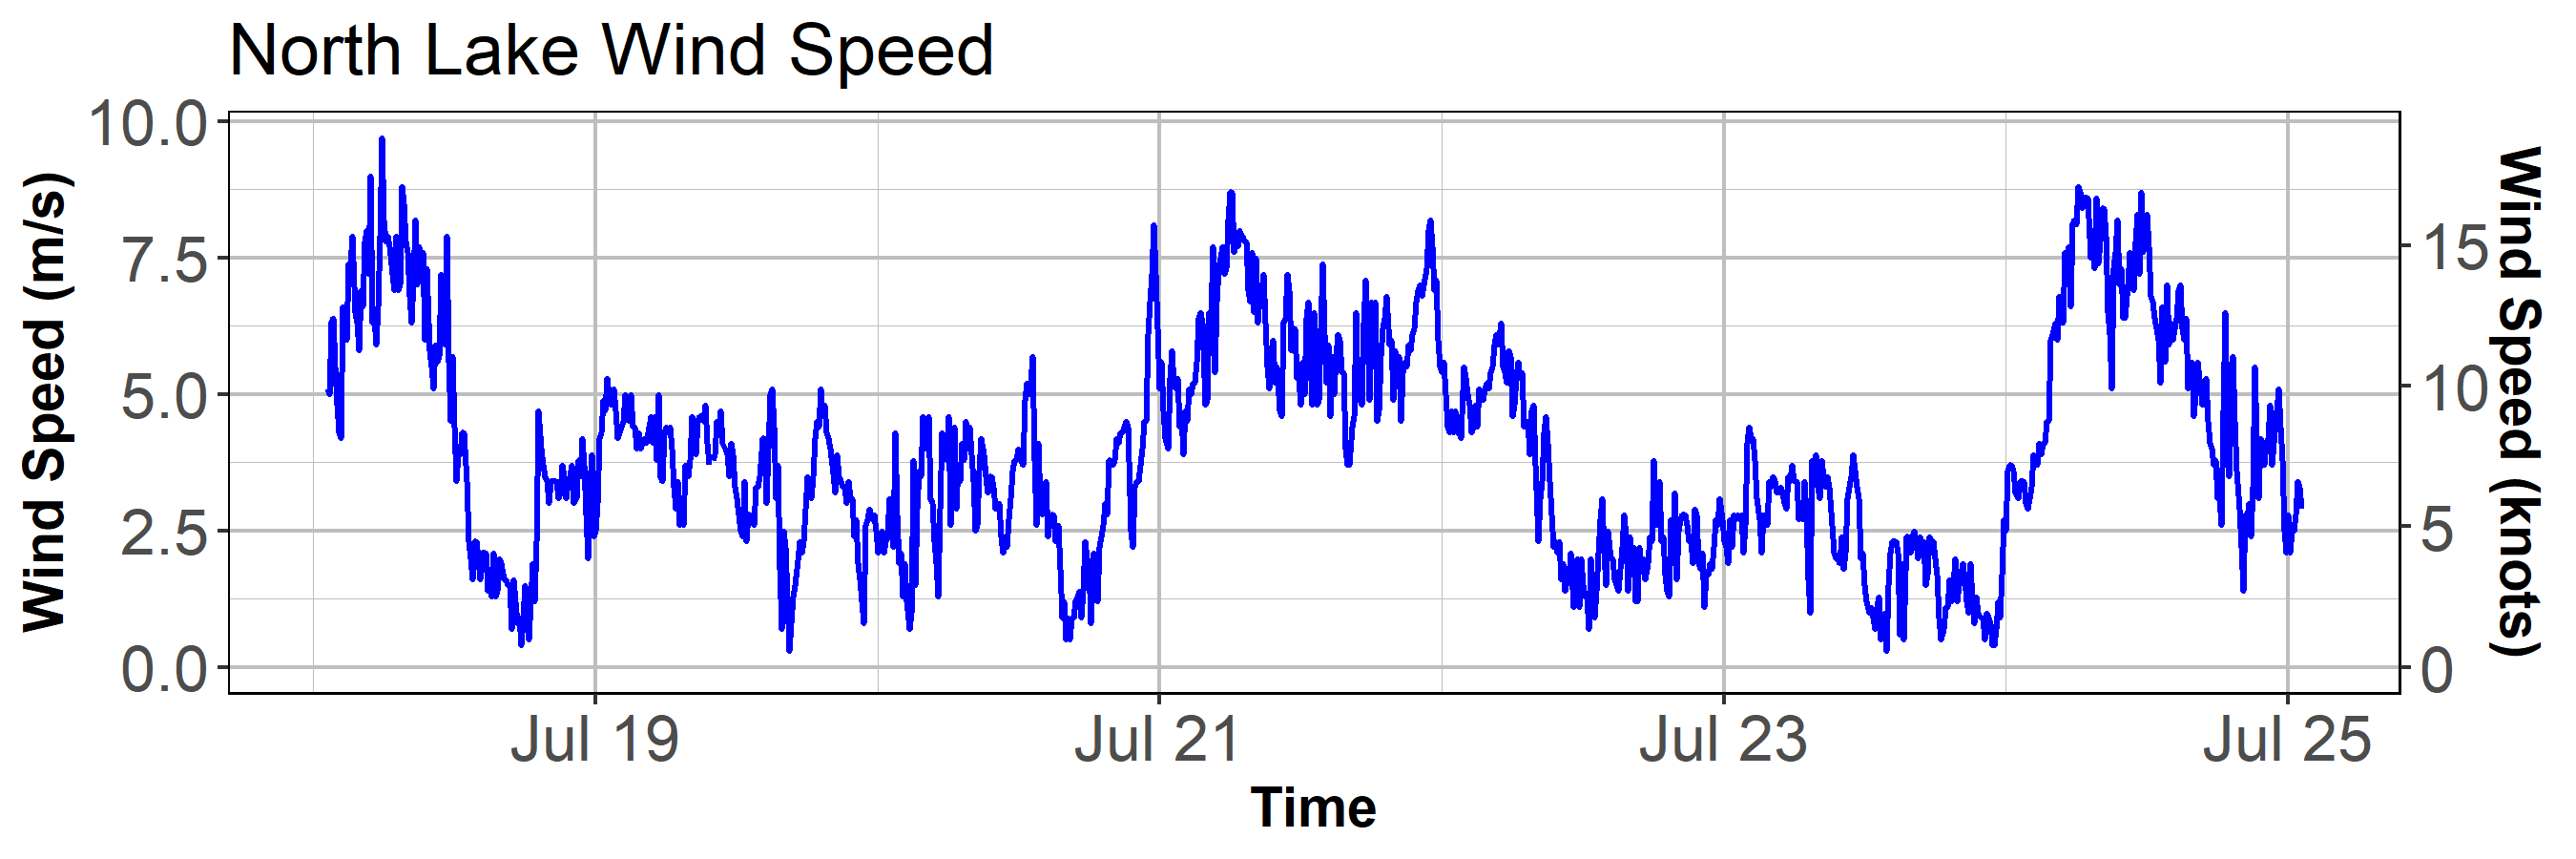 North Lake Wind Speed
Wind Speed (m/s)
10.0
7.5
5.0
2.5
0.0
Wind Speed (knots)
15
10
5
0
Jul 19
Jul 21
Jul 23
Jul 25
Time